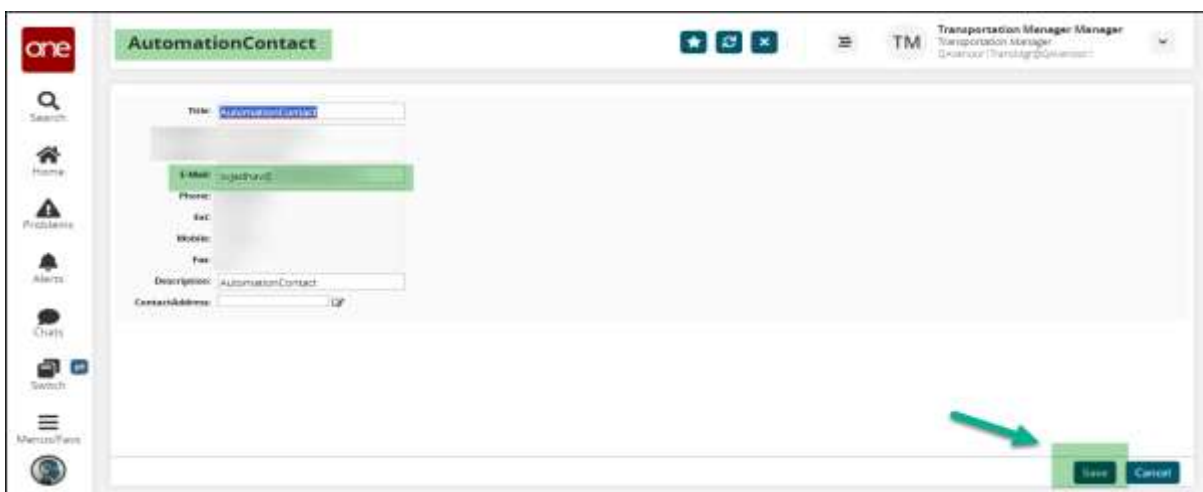 one
AutomationContact
TM
Transportation Manager Manager
Transportation Manager
Search
Home
Problems
Alerts
Chats
Switch
Menus/Favs
Title: AutomationContact
E-Mail:
Phone:
Ext:
Mobile:
Fax:
Description: AutomationContact
ContactAddress:
Save
Cancel